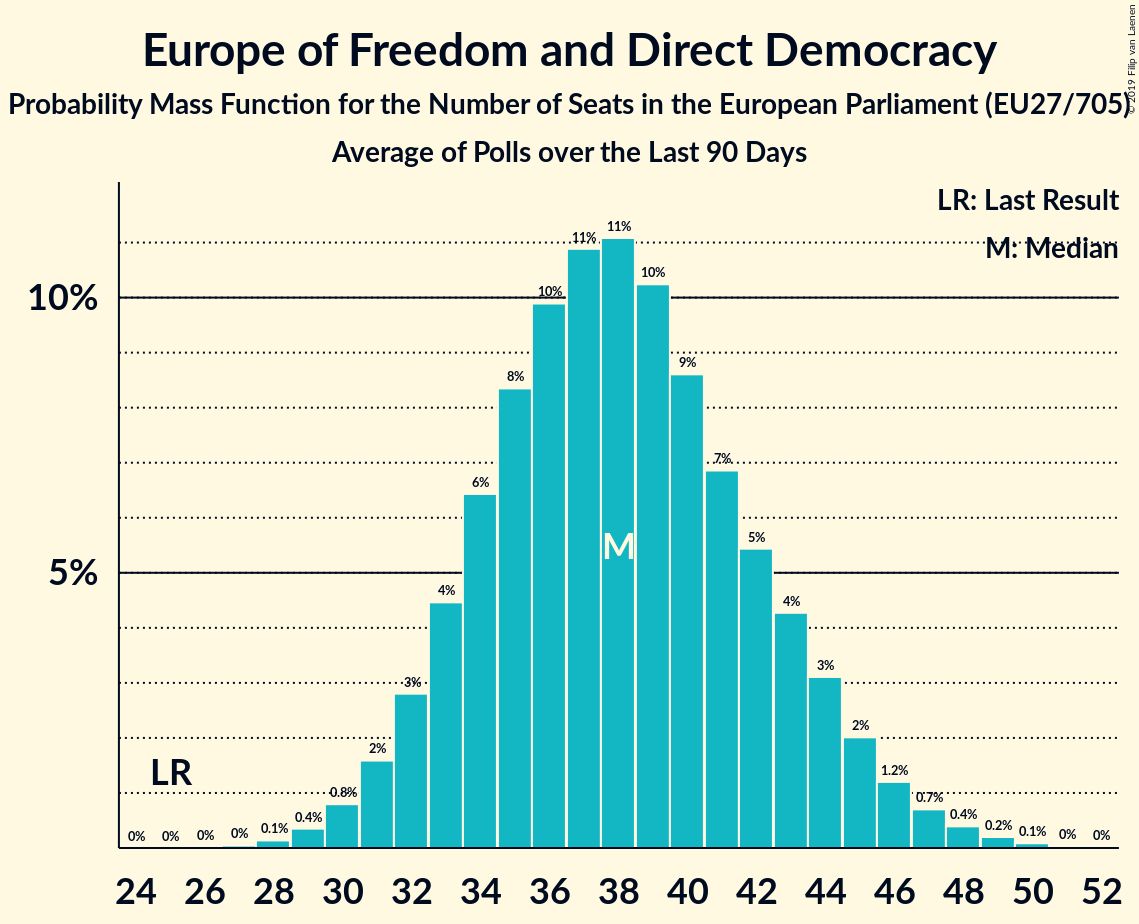 Europe of Freedom and Direct Democracy
Probability Mass Function for the Number of Seats in the European Parliament (EU27/705)
Average of Polls over the Last 90 Days
© 2019 Filip van Laenen
LR: Last Result
M: Median
10%
5%
0% 0% 0% 0% 0.1% 0.4% 0.8% 2% 3% 4% 6% 8% 10% 11% 11% 10% 9% 7% 5% 4% 3% 2% 1.2% 0.7% 0.4% 0.2% 0.1% 0% 0%
M
LR
24 26 28 30 32 34 36 38 40 42 44 46 48 50 52